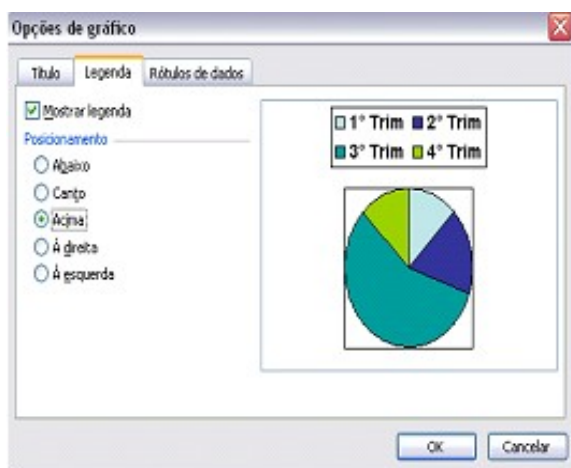 Opções de gráfico
Título Legenda Rótulos de dados
Mostrar legenda
Posicionamento
Abaixo
Canto
Acima
À direita
À esquerda
1° Trim 2° Trim
3° Trim 4° Trim
OK Cancelar